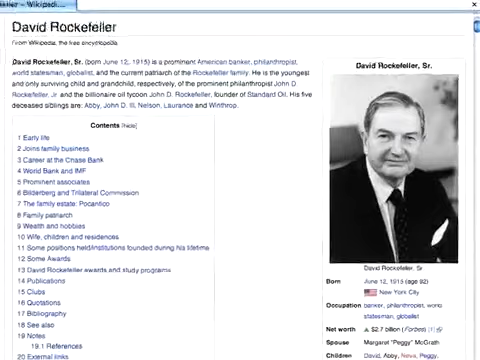 David Rockefeller
From Wikipedia, the free encyclopedia
David Rockefeller, Sr. (born June 12, 1915) is a prominent American banker, philanthropist,
world statesman, globalist, and the current patriarch of the Rockefeller family. He is the youngest
and only surviving child and grandchild, respectively, of the prominent philanthropist John D.
Rockefeller, Jr. and the billionaire oil tycoon John D. Rockefeller, founder of Standard Oil. His five
deceased siblings are: Abby, John D. III, Nelson, Laurance and Winthrop.
Contents [hide]
1 Early life
2 Joins family business
3 Career at the Chase Bank
4 World Bank and IMF
5 Prominent associates
6 Bilderberg and Trilateral Commission
7 The family estate: Pocantico
8 Family patriarch
9 Wealth and hobbies
10 Wife, children and residences
11 Some positions held/institutions founded during his lifetime
12 Some Awards
13 David Rockefeller awards and study programs
14 Publications
15 Clubs
16 Quotations
17 Bibliography
18 See also
19 Notes
19.1 References
20 External links
David Rockefeller, Sr.
David Rockefeller, Sr
Born June 12, 1915 (age 92)
New York City
Occupation banker, philanthropist, world
statesman, globalist
Net worth ▲ $2.7 billion (Forbes) [1]
Spouse Margaret "Peggy" McGrath
Children David, Abby, Neva, Peggy,